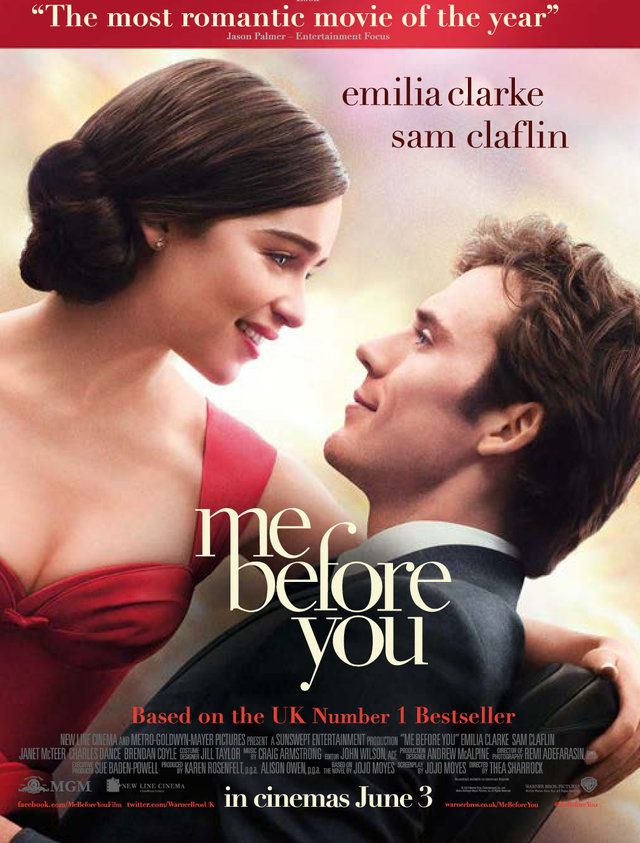 “The most romantic movie of the year”
Jason Palmer – Entertainment Focus
emilia clarke
sam claflin
me
before
you
Based on the UK Number 1 Bestseller
NEW LINE CINEMA AND METRO-GOLDWYN-MAYER PICTURES PRESENT A SUNSWEPT ENTERTAINMENT PRODUCTION "ME BEFORE YOU" EMILIA CLARKE SAM CLAFLIN
JANET McTEER CHARLES DANCE BRENDAN COYLE COSTUME DESIGNER JILL TAYLOR MUSIC BY CRAIG ARMSTRONG EDITOR JOHN WILSON, ACE PRODUCTION DESIGNER ANDREW McALPINE DIRECTOR OF PHOTOGRAPHY REMI ADEFARASIN
EXECUTIVE PRODUCER SUE BADEN-POWELL PRODUCED BY KAREN ROSENFELT, p.g.a. ALISON OWEN, p.g.a. BASED ON THE NOVEL BY JOJO MOYES SCREENPLAY BY JOJO MOYES DIRECTED BY THEA SHARROCK
MGM NEW LINE CINEMA in cinemas June 3 WARNER BROS. PICTURES
facebook.com/MeBeforeYouFilm twitter.com/WarnerBrosUK warnerbros.co.uk/MeBeforeYou